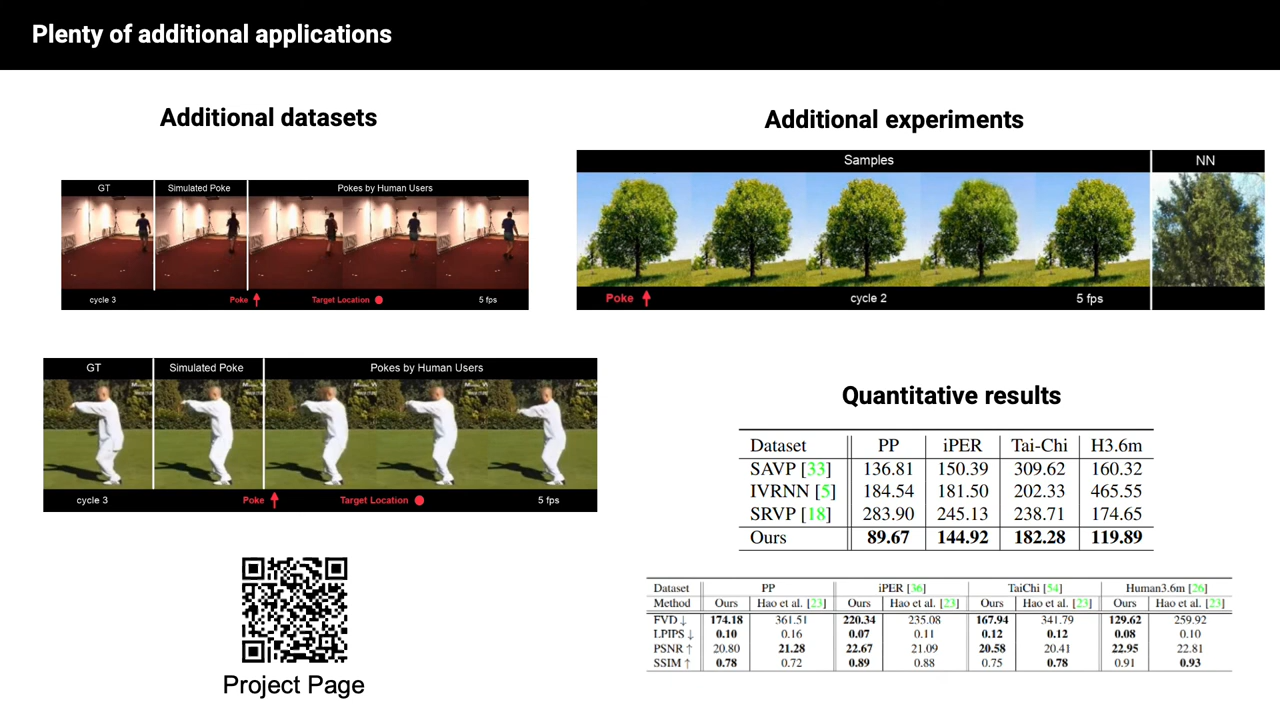 Plenty of additional applications
Additional datasets
GT Simulated Poke Pokes by Human Users
cycle 3 Poke Target Location 5 fps
GT Simulated Poke Pokes by Human Users
cycle 3 Poke Target Location 5 fps
Project Page
Additional experiments
Samples NN
Poke cycle 2 5 fps
Quantitative results
Dataset PP iPER Tai-Chi H3.6m
SAVP [33] 136.81 150.39 309.62 160.32
IVRNN [5] 184.54 181.50 202.33 465.55
SRVP [18] 283.90 245.13 238.71 174.65
Ours 89.67 144.92 182.28 119.89
Dataset PP iPER [36] TaiChi [54] Human3.6m [26]
Method Ours Hao et al. [23] Ours Hao et al. [23] Ours Hao et al. [23] Ours Hao et al. [23]
FVD ↓ 174.18 361.51 220.34 235.08 167.94 341.79 129.62 259.92
LPIPS ↓ 0.10 0.16 0.07 0.11 0.12 0.12 0.08 0.10
PSNR ↑ 20.80 21.28 22.67 21.09 20.58 20.41 22.95 22.81
SSIM ↑ 0.78 0.72 0.89 0.88 0.75 0.78 0.91 0.93